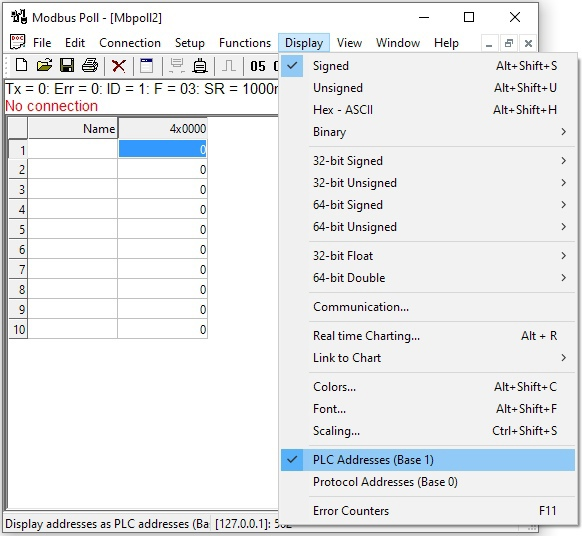 Modbus Poll - [Mbpoll2]
File Edit Connection Setup Functions Display View Window Help
05
Tx = 0: Err = 0: ID = 1: F = 03: SR = 1000m
No connection
Name 4x0000
1 0
2 0
3 0
4 0
5 0
6 0
7 0
8 0
9 0
10 0
Signed Alt+Shift+S
Unsigned Alt+Shift+U
Hex - ASCII Alt+Shift+H
Binary
32-bit Signed
32-bit Unsigned
64-bit Signed
64-bit Unsigned
32-bit Float
64-bit Double
Communication...
Real time Charting... Alt + R
Link to Chart
Colors... Alt+Shift+C
Font... Alt+Shift+F
Scaling... Ctrl+Shift+S
PLC Addresses (Base 1)
Protocol Addresses (Base 0)
Error Counters F11
Display addresses as PLC addresses (Ba [127.0.0.1]: 502